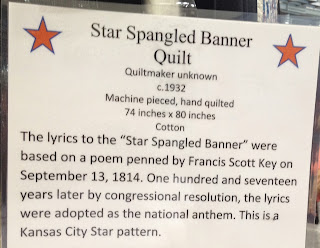 Star Spangled Banner
Quilt
Quiltmaker unknown
c.1932
Machine pieced, hand quilted
74 inches x 80 inches
Cotton
The lyrics to the “Star Spangled Banner” were
based on a poem penned by Francis Scott Key on
September 13, 1814. One hundred and seventeen
years later by congressional resolution, the lyrics
were adopted as the national anthem. This is a
Kansas City Star pattern.